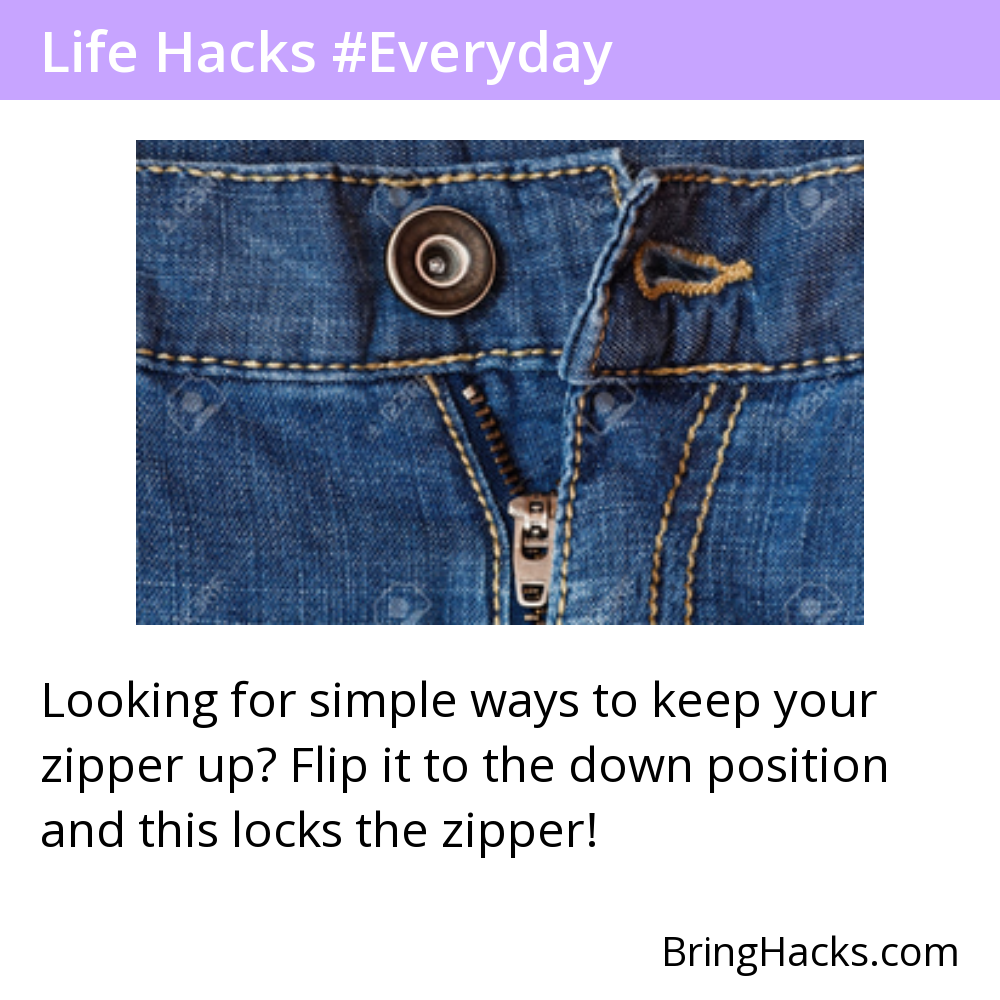 Life Hacks #Everyday
Looking for simple ways to keep your
zipper up? Flip it to the down position
and this locks the zipper!
BringHacks.com